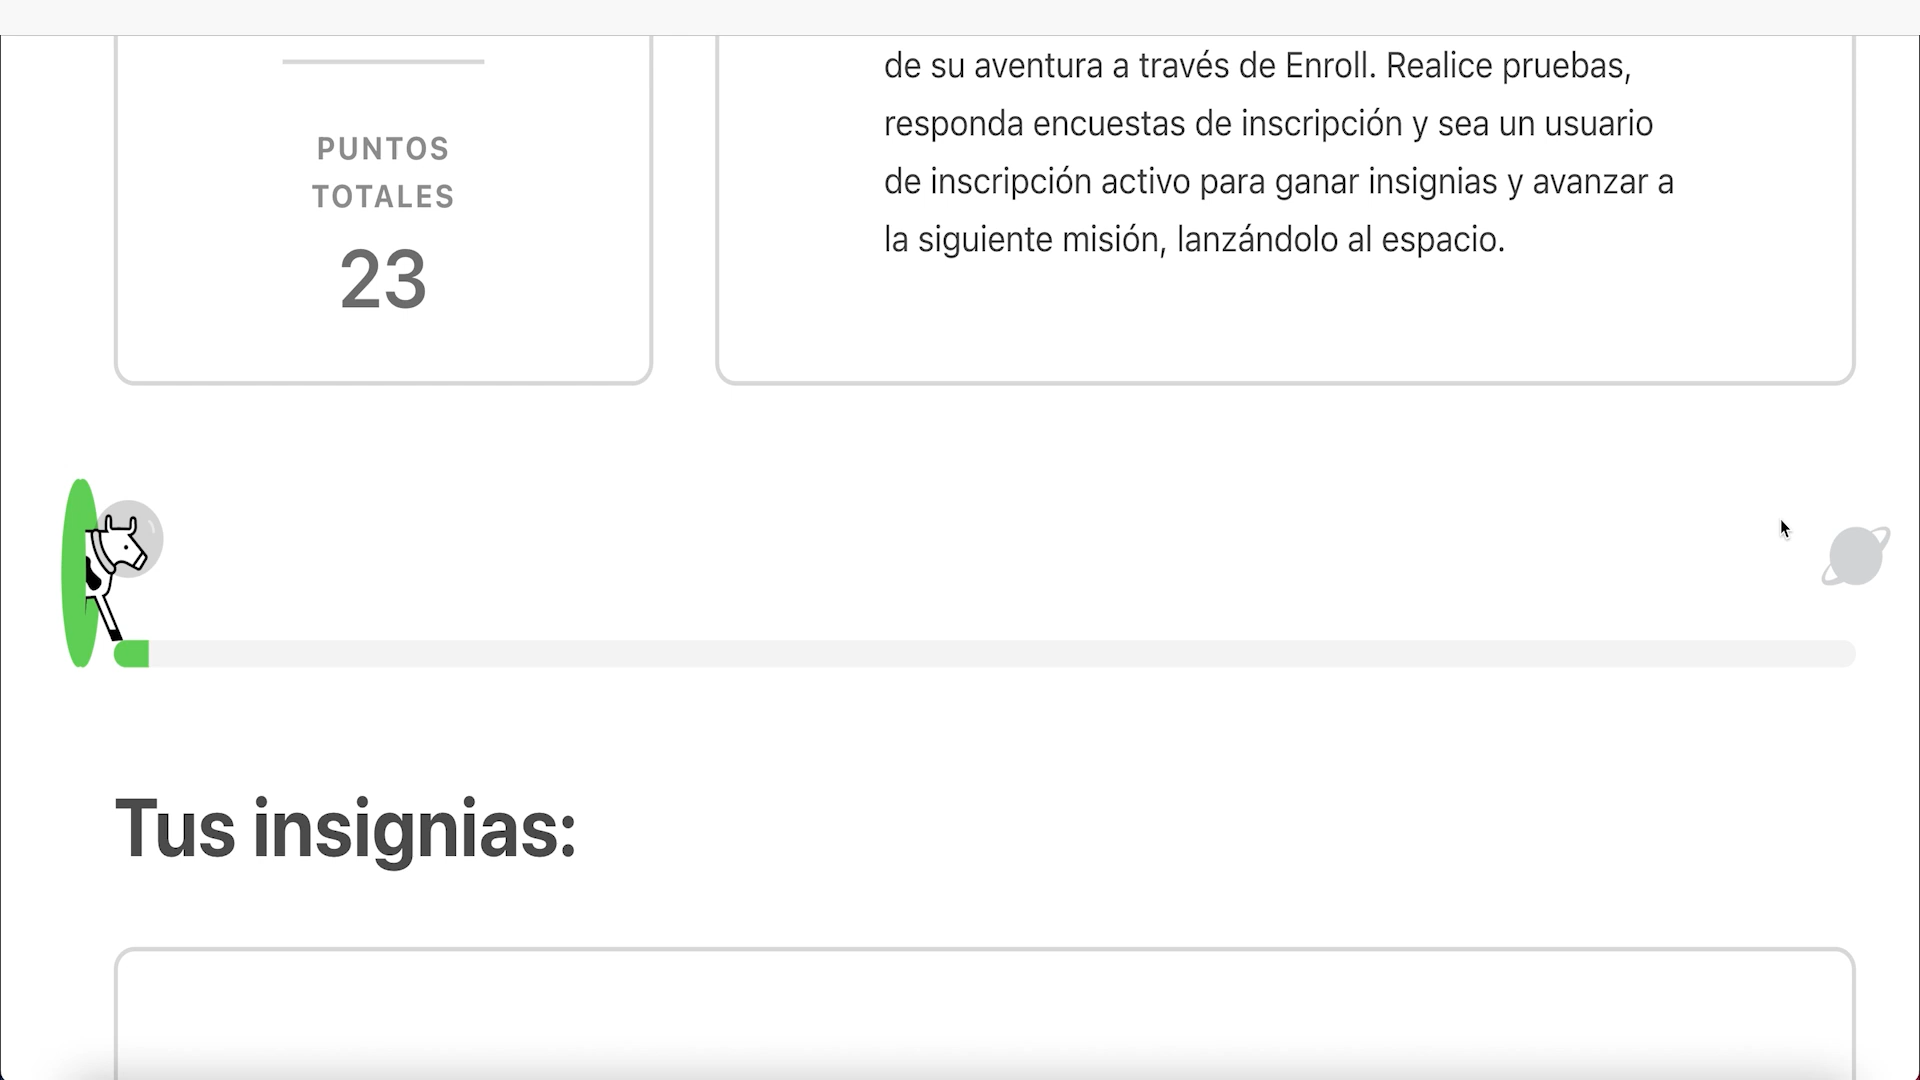 PUNTOS
TOTALES
23
de su aventura a través de Enroll. Realice pruebas,
responda encuestas de inscripción y sea un usuario
de inscripción activo para ganar insignias y avanzar a
la siguiente misión, lanzándolo al espacio.
Tus insignias: